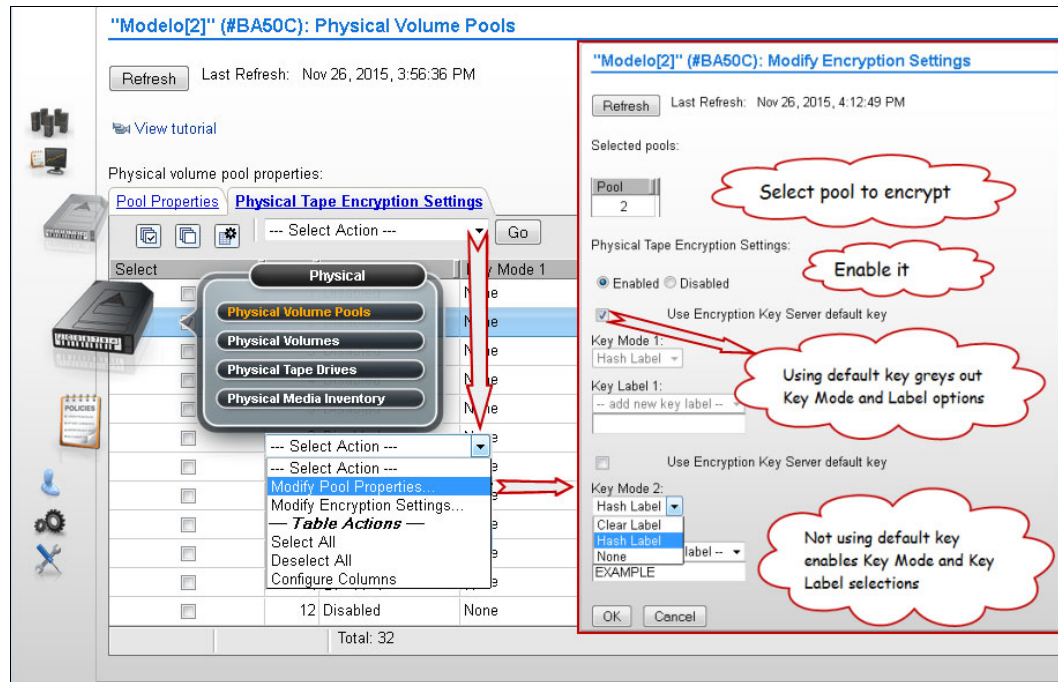 "Modelo[2]" (#BA50C): Physical Volume Pools
Refresh Last Refresh: Nov 26, 2015, 3:56:36 PM
View tutorial
Physical volume pool properties:
Pool Properties Physical Tape Encryption Settings
--- Select Action --- Go
Select Key Mode 1
Physical
Physical Volume Pools
Physical Volumes
Physical Tape Drives
Physical Media Inventory
POLICIES
--- Select Action ---
--- Select Action ---
Modify Pool Properties...
Modify Encryption Settings...
— Table Actions —
Select All
Deselect All
Configure Columns
12 Disabled None
Total: 32
"Modelo[2]" (#BA50C): Modify Encryption Settings
Refresh Last Refresh: Nov 26, 2015, 4:12:49 PM
Selected pools:
Pool
2
Select pool to encrypt
Physical Tape Encryption Settings:
Enabled Disabled
Enable it
Use Encryption Key Server default key
Key Mode 1:
Hash Label
Key Label 1:
-- add new key label --
Using default key greys out
Key Mode and Label options
Use Encryption Key Server default key
Key Mode 2:
Hash Label
Clear Label
Hash Label
None label --
EXAMPLE
Not using default key
enables Key Mode and Key
Label selections
OK Cancel